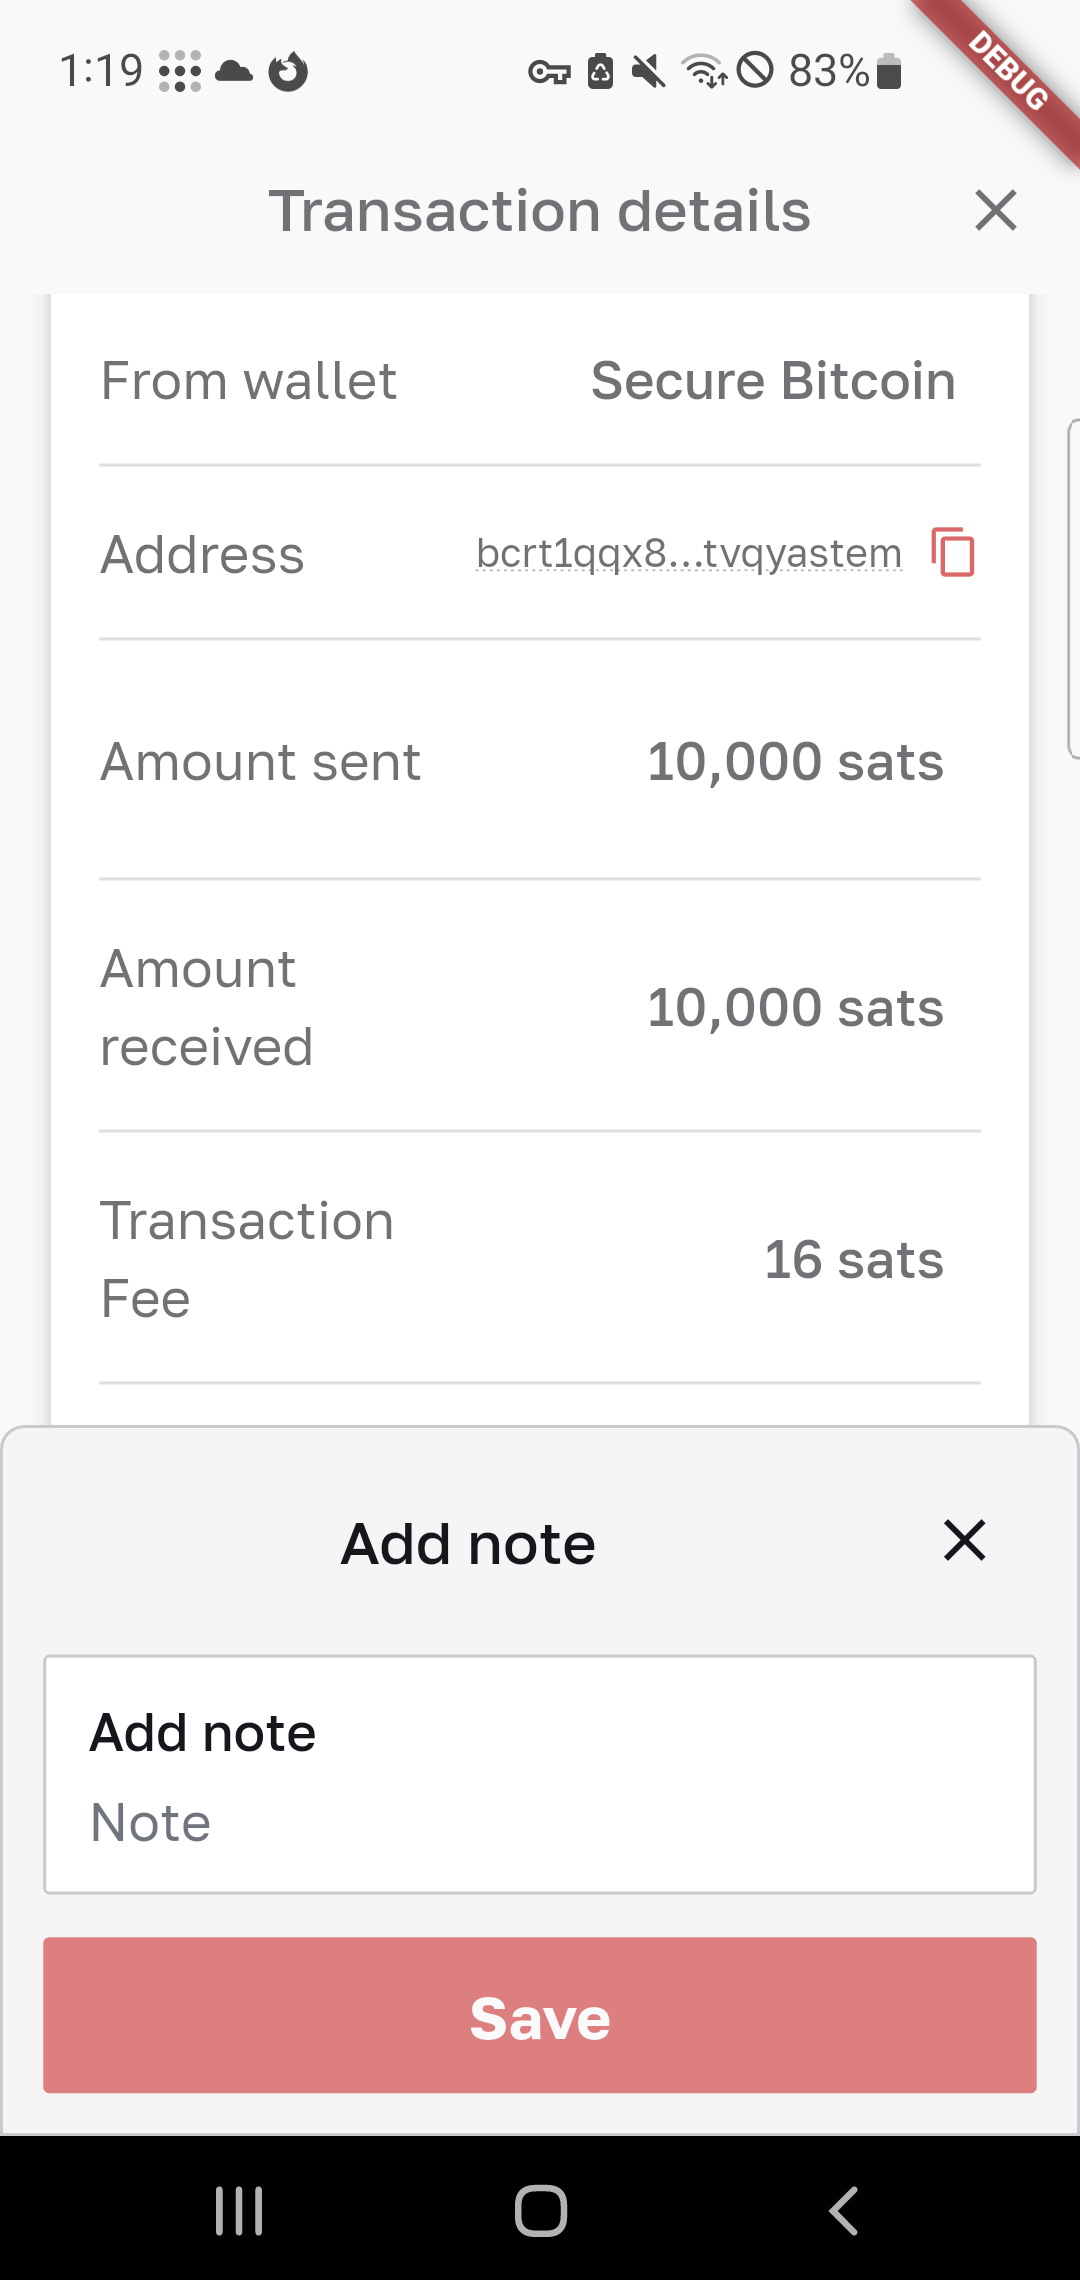 1:19
83%
DEBUG
Transaction details
From wallet Secure Bitcoin
Address bcrt1qqx8...tvqyastem
Amount sent 10,000 sats
Amount
received
10,000 sats
Transaction
Fee
16 sats
Add note
Add note
Note
Save